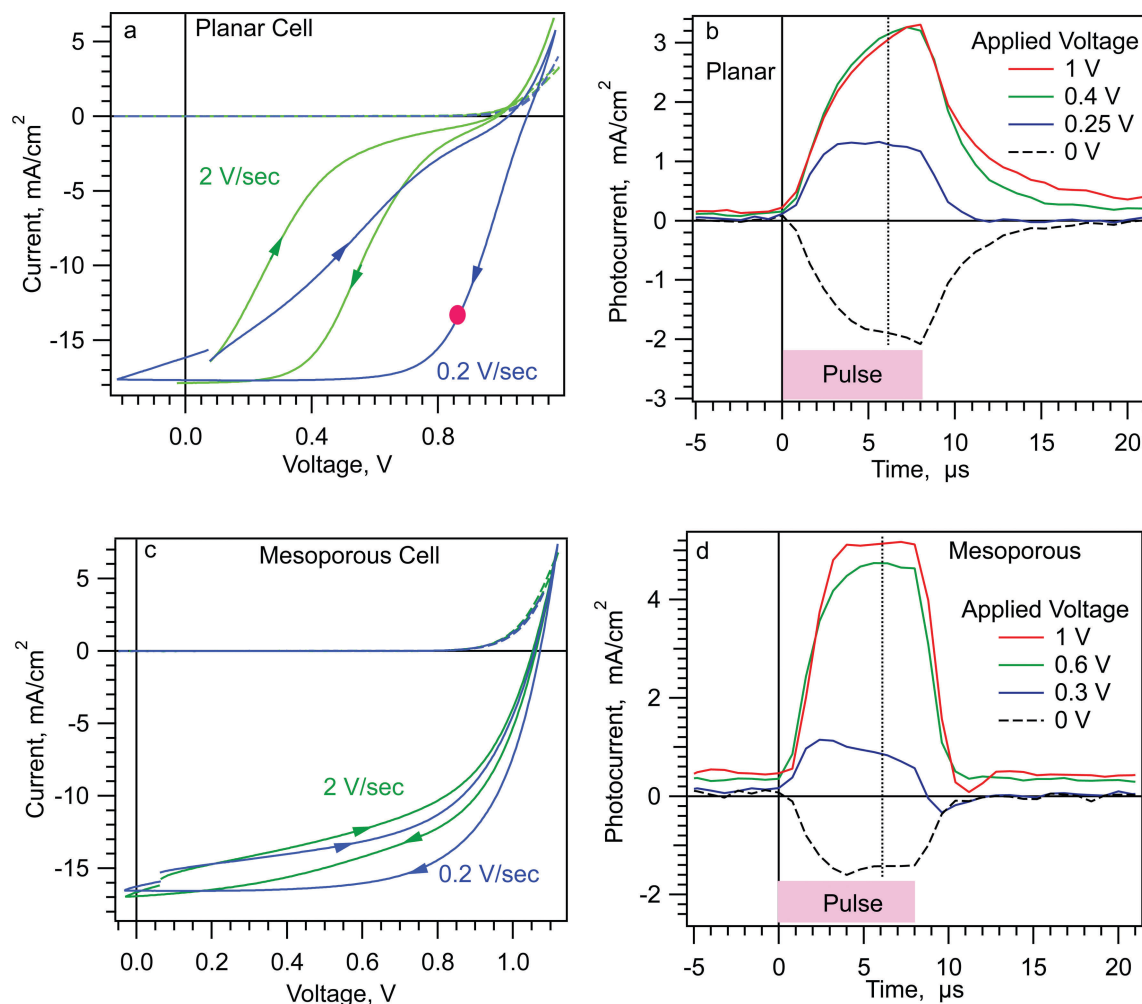 a
Planar Cell
2 V/sec
0.2 V/sec
Current, mA/cm²
5
0
-5
-10
-15
0.0
0.4
0.8
Voltage, V
b
Planar
Applied Voltage
1 V
0.4 V
0.25 V
0 V
Pulse
Photocurrent, mA/cm²
3
2
1
0
-1
-2
-3
-5
0
5
10
15
20
Time, µs
c
Mesoporous Cell
2 V/sec
0.2 V/sec
Current, mA/cm²
5
0
-5
-10
-15
0.0
0.2
0.4
0.6
0.8
1.0
Voltage, V
d
Mesoporous
Applied Voltage
1 V
0.6 V
0.3 V
0 V
Pulse
Photocurrent, mA/cm²
4
2
0
-2
-5
0
5
10
15
20
Time, µs